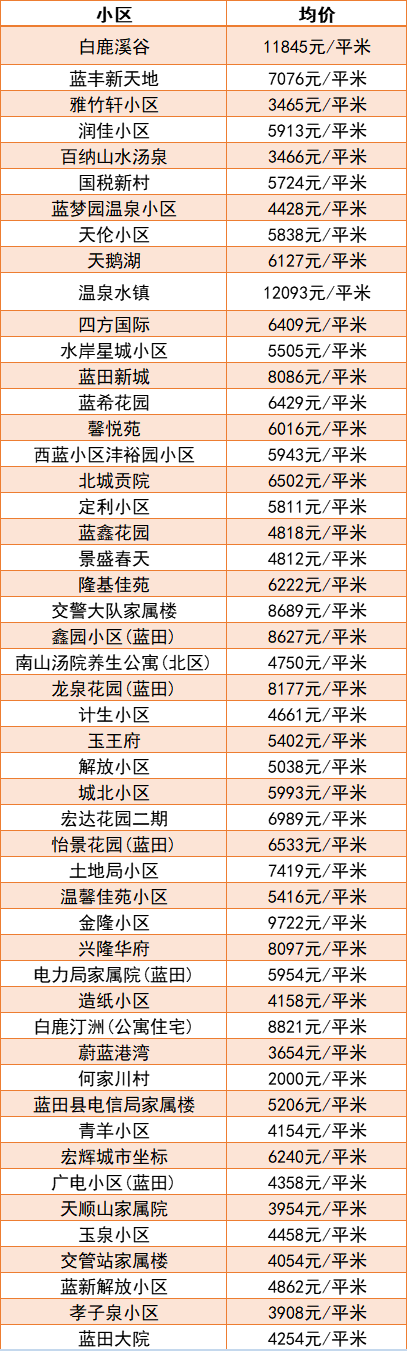 小区 均价
白鹿溪谷 11845元/平米
蓝丰新天地 7076元/平米
雅竹轩小区 3465元/平米
润佳小区 5913元/平米
百纳山水汤泉 3466元/平米
国税新村 5724元/平米
蓝梦园温泉小区 4428元/平米
天伦小区 5838元/平米
天鹅湖 6127元/平米
温泉水镇 12093元/平米
四方国际 6409元/平米
水岸星城小区 5505元/平米
蓝田新城 8086元/平米
蓝希花园 6429元/平米
馨悦苑 6016元/平米
西蓝小区沣裕园小区 5943元/平米
北城贡院 6502元/平米
定利小区 5811元/平米
蓝鑫花园 4818元/平米
景盛春天 4812元/平米
隆基佳苑 6222元/平米
交警大队家属楼 8689元/平米
鑫园小区(蓝田) 8627元/平米
南山汤院养生公寓(北区) 4750元/平米
龙泉花园(蓝田) 8177元/平米
计生小区 4661元/平米
玉王府 5402元/平米
解放小区 5038元/平米
城北小区 5993元/平米
宏达花园二期 6989元/平米
怡景花园(蓝田) 6533元/平米
土地局小区 7419元/平米
温馨佳苑小区 5416元/平米
金隆小区 9722元/平米
兴隆华府 8097元/平米
电力局家属院(蓝田) 5954元/平米
造纸小区 4158元/平米
白鹿汀洲(公寓住宅) 8821元/平米
蔚蓝港湾 3654元/平米
何家川村 2000元/平米
蓝田县电信局家属楼 5206元/平米
青羊小区 4154元/平米
宏辉城市坐标 6240元/平米
广电小区(蓝田) 4358元/平米
天顺山家属院 3954元/平米
玉泉小区 4458元/平米
交管站家属楼 4054元/平米
蓝新解放小区 4862元/平米
孝子泉小区 3908元/平米
蓝田大院 4254元/平米